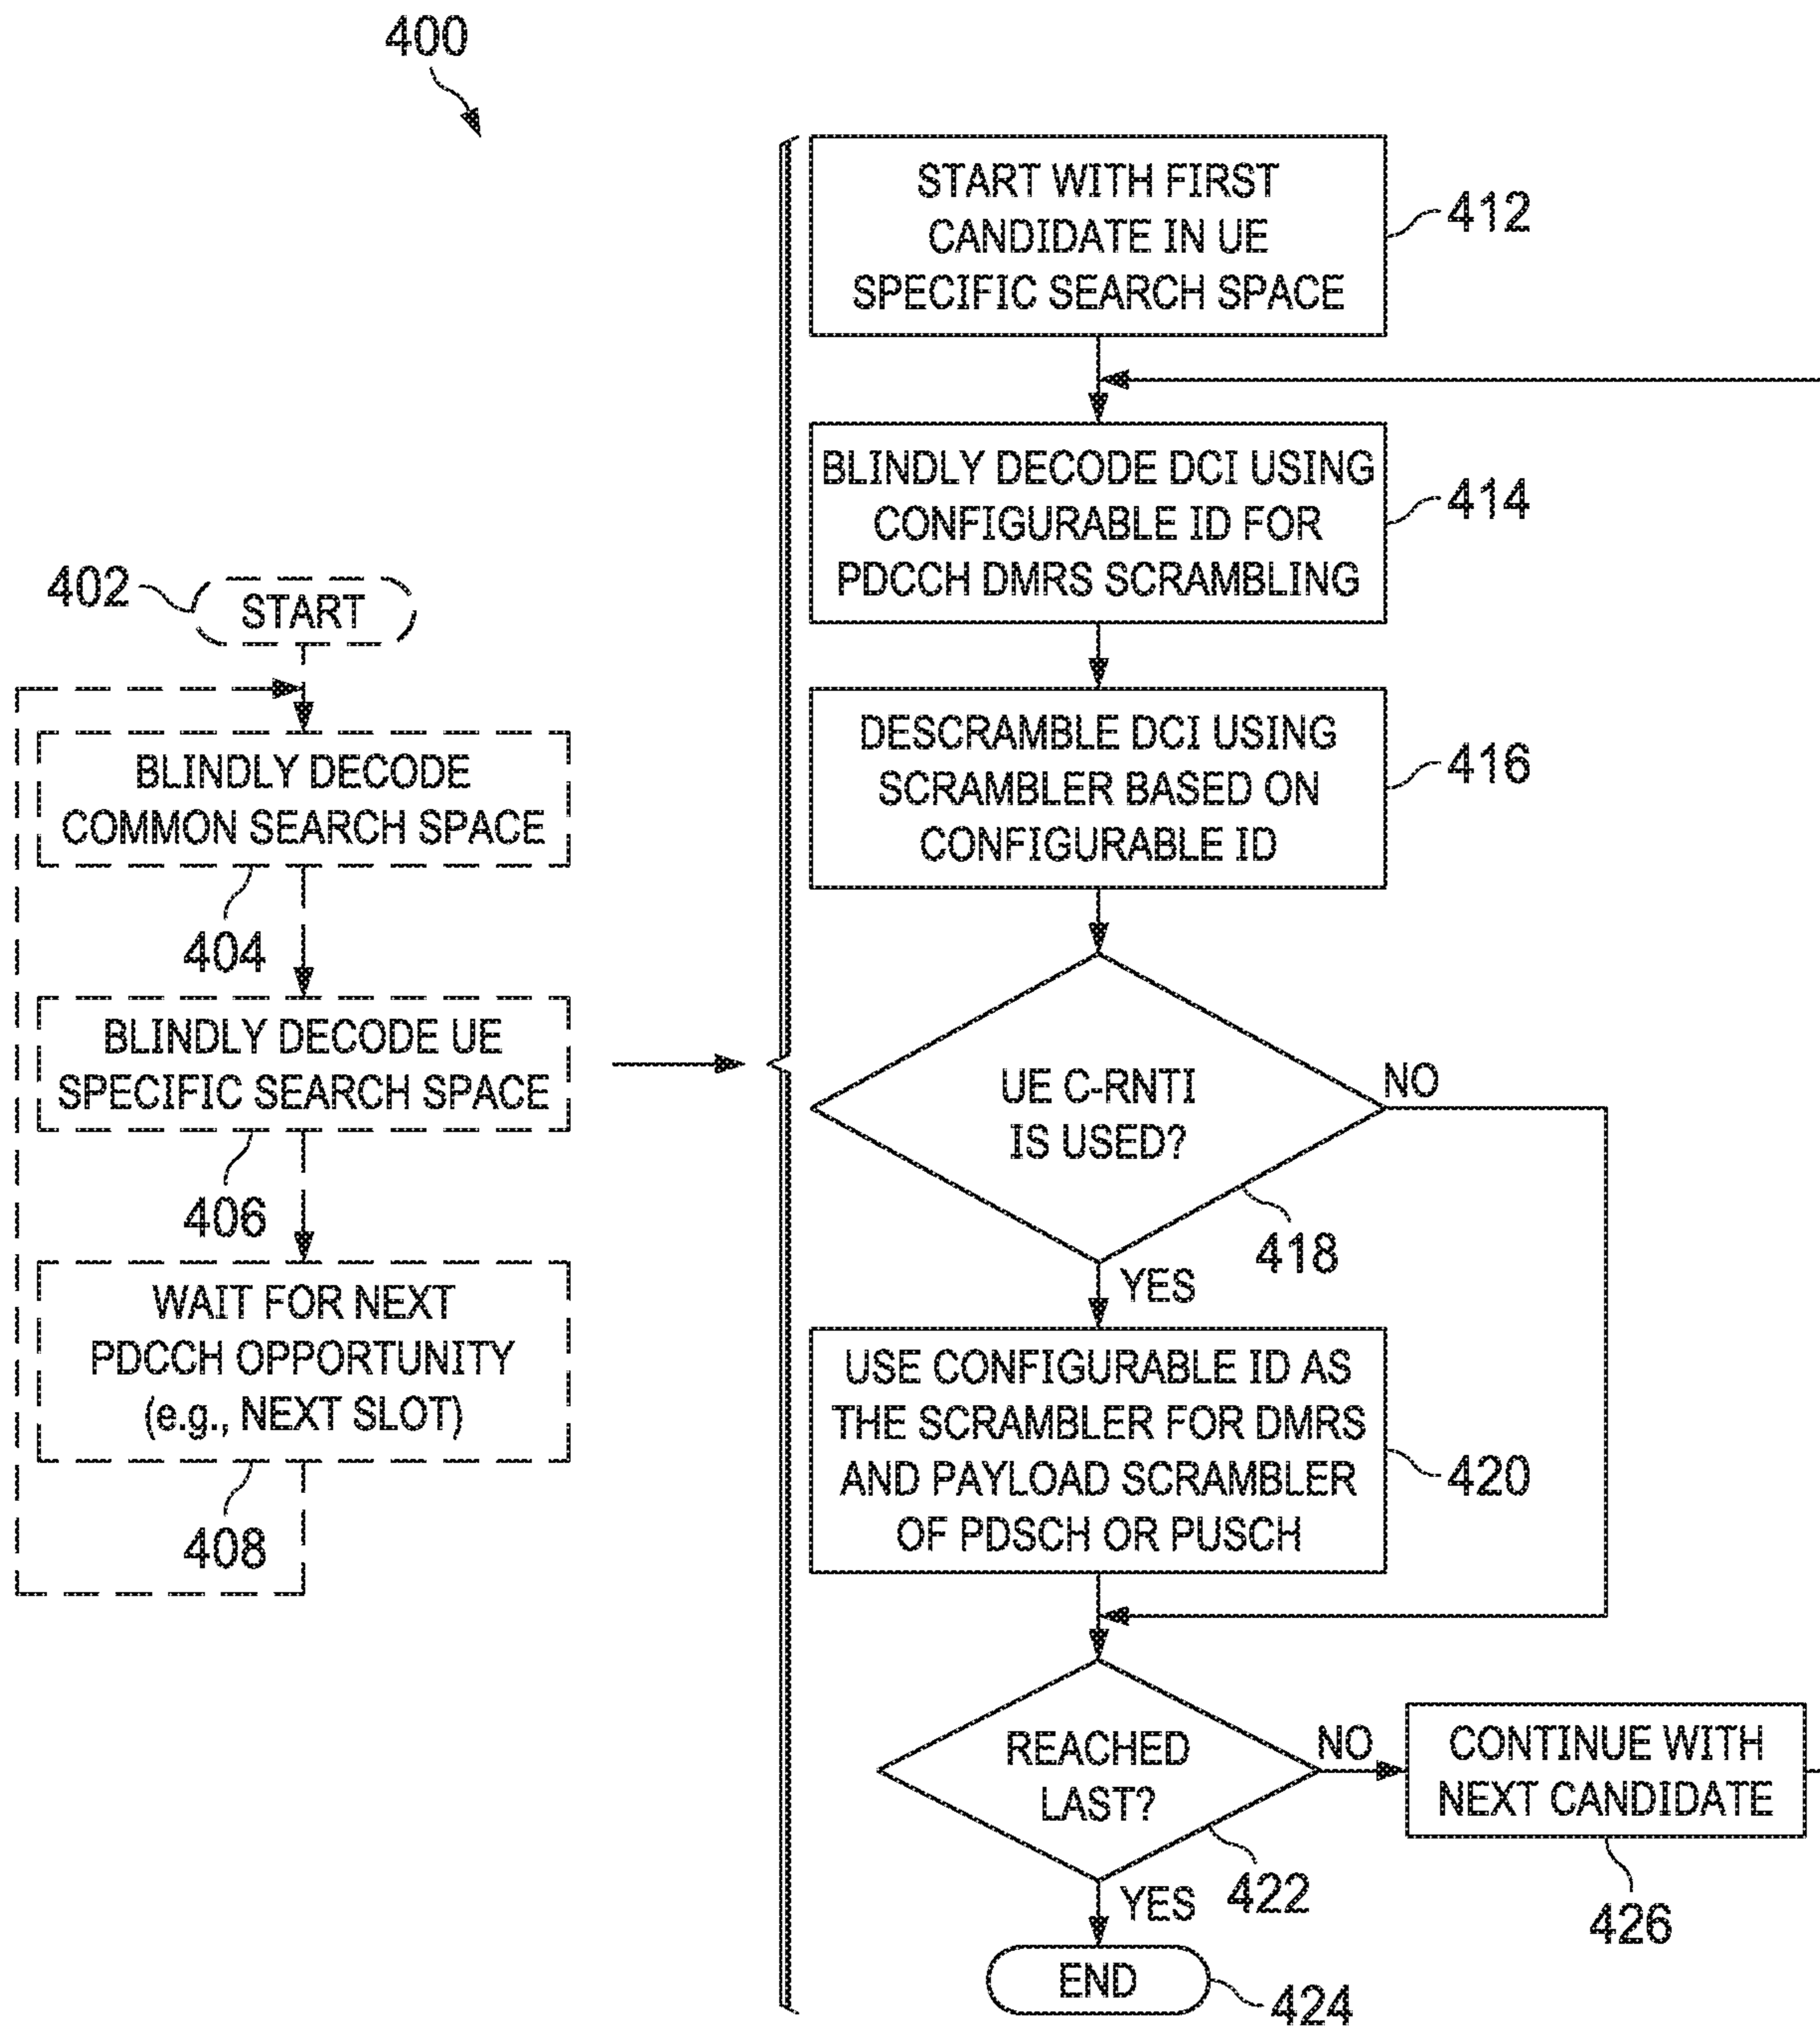 400
402
START
BLINDLY DECODE
COMMON SEARCH SPACE
404
BLINDLY DECODE UE
SPECIFIC SEARCH SPACE
406
WAIT FOR NEXT
PDCCH OPPORTUNITY
(e.g., NEXT SLOT)
408
START WITH FIRST
CANDIDATE IN UE
SPECIFIC SEARCH SPACE
412
BLINDLY DECODE DCI USING
CONFIGURABLE ID FOR
PDCCH DMRS SCRAMBLING
414
DESCRAMBLE DCI USING
SCRAMBLER BASED ON
CONFIGURABLE ID
416
UE C-RNTI
IS USED?
NO
418
YES
USE CONFIGURABLE ID AS
THE SCRAMBLER FOR DMRS
AND PAYLOAD SCRAMBLER
OF PDSCH OR PUSCH
420
REACHED
LAST?
NO
422
CONTINUE WITH
NEXT CANDIDATE
426
YES
END
424